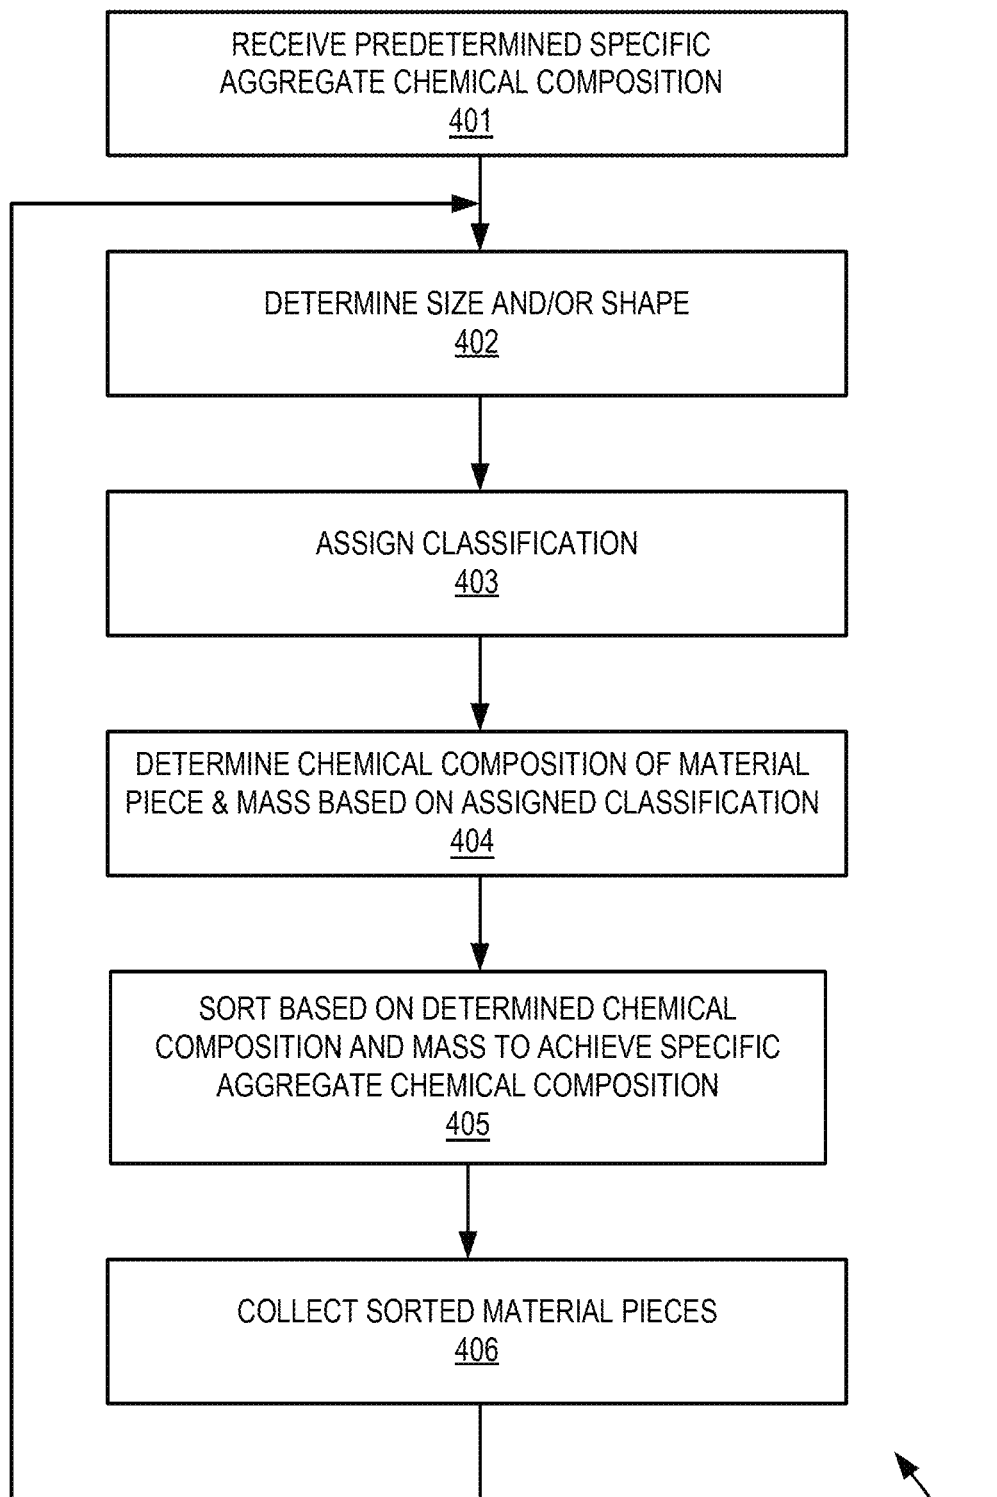 RECEIVE PREDETERMINED SPECIFIC
AGGREGATE CHEMICAL COMPOSITION
401
DETERMINE SIZE AND/OR SHAPE
402
ASSIGN CLASSIFICATION
403
DETERMINE CHEMICAL COMPOSITION OF MATERIAL
PIECE & MASS BASED ON ASSIGNED CLASSIFICATION
404
SORT BASED ON DETERMINED CHEMICAL
COMPOSITION AND MASS TO ACHIEVE SPECIFIC
AGGREGATE CHEMICAL COMPOSITION
405
COLLECT SORTED MATERIAL PIECES
406